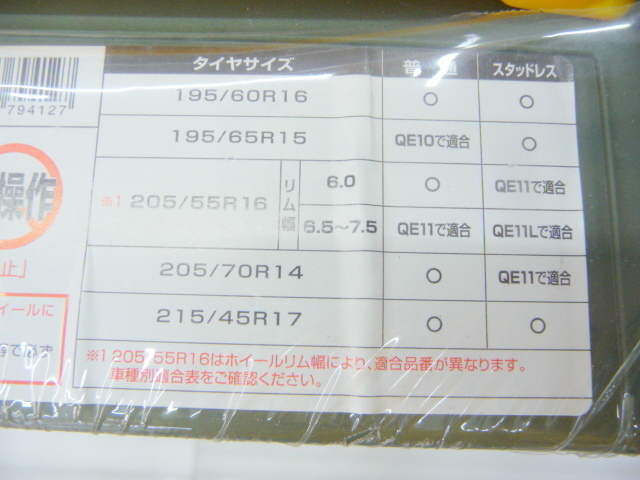 タイヤサイズ 普通 スタッドレス
794127
195/60R16 ○ ○
195/65R15 QE10で適合 ○
※1 205/55R16 リム幅 6.0 ○ QE11で適合
6.5〜7.5 QE11で適合 QE11Lで適合
操作
止」
205/70R14 ○ QE11で適合
215/45R17 ○ ○
イールに
で必ず
※1 205/55R16はホイールリム幅により、適合品番が異なります。
車種別適合表をご確認ください。